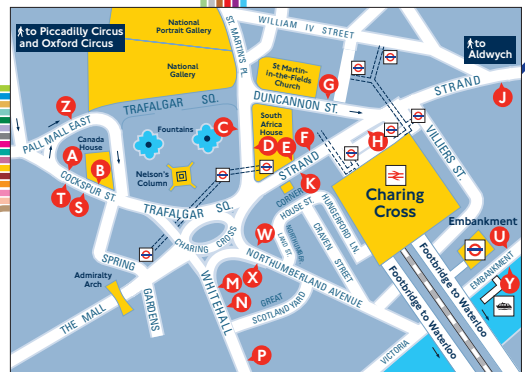 to Piccadilly Circus
and Oxford Circus
National
Portrait Gallery
National
Gallery
ST. MARTIN'S PL.
WILLIAM IV STREET
to
Aldwych
St Martin-
in-the-Fields
Church
G
DUNCANNON ST.
STRAND
J
Z
PALL MALL EAST
TRAFALGAR SQ.
Fountains
C
South
Africa
House
D
E
F
H
VILLIERS ST.
Canada
House
A
B
COCKSPUR ST.
T
S
Nelson's
Column
STRAND
K
Charing
Cross
TRAFALGAR SQ.
CORNER
HOUSE ST.
HUNGERFORD LN.
CRAVEN STREET
NORTHUMBERLAND ST.
W
CHARING CROSS
Embankment
U
EMBANKMENT
Y
SPRING
GARDENS
Admiralty
Arch
THE MALL
WHITEHALL
M
X
N
NORTHUMBERLAND AVENUE
GREAT
SCOTLAND YARD
Footbridge to Waterloo
Footbridge to Waterloo
P
VICTORIA